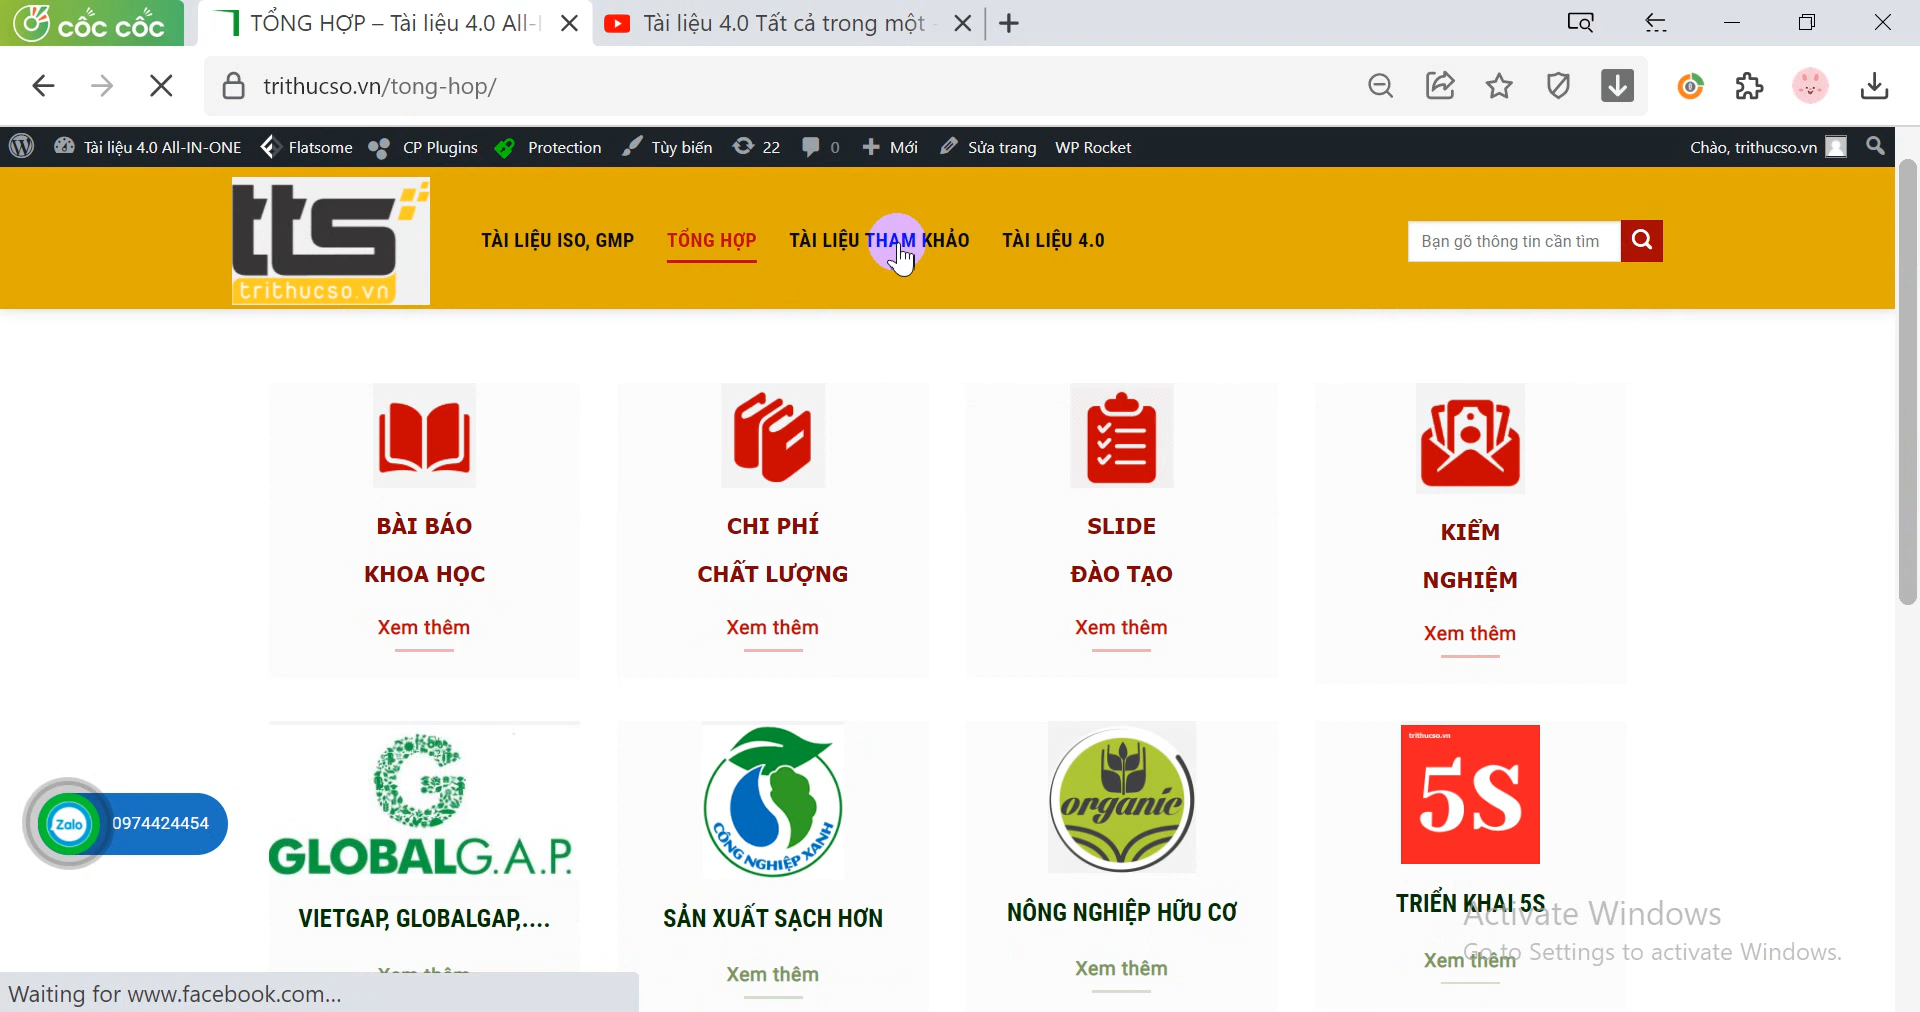 cốc cốc
TỔNG HỢP – Tài liệu 4.0 All-I
Tài liệu 4.0 Tất cả trong một -
trithucso.vn/tong-hop/
Tài liệu 4.0 All-IN-ONE Flatsome CP Plugins Protection Tùy biến 22 0 Mới Sửa trang WP Rocket
Chào, trithucso.vn
tts
trithucso.vn
TÀI LIỆU ISO, GMP TỔNG HỢP TÀI LIỆU THAM KHẢO TÀI LIỆU 4.0
Bạn gõ thông tin cần tìm
BÀI BÁO
KHOA HỌC
Xem thêm
CHI PHÍ
CHẤT LƯỢNG
Xem thêm
SLIDE
ĐÀO TẠO
Xem thêm
KIỂM
NGHIỆM
Xem thêm
GLOBALG.A.P.
VIETGAP, GLOBALGAP,....
Xem thêm
CÔNG NGHIỆP XANH
SẢN XUẤT SẠCH HƠN
Xem thêm
organic
NÔNG NGHIỆP HỮU CƠ
Xem thêm
trithucso.vn
5S
TRIỂN KHAI 5S
Xem thêm
Zalo
0974424454
Activate Windows
Go to Settings to activate Windows.
Waiting for www.facebook.com...